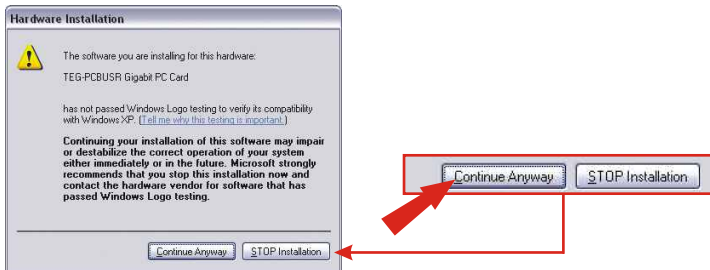 Hardware Installation
The software you are installing for this hardware:
TEG-PCBUSR Gigabit PC Card
has not passed Windows Logo testing to verify its compatibility
with Windows XP. (Tell me why this testing is important.)
Continuing your installation of this software may impair
or destabilize the correct operation of your system
either immediately or in the future. Microsoft strongly
recommends that you stop this installation now and
contact the hardware vendor for software that has
passed Windows Logo testing.
Continue Anyway STOP Installation
Continue Anyway STOP Installation